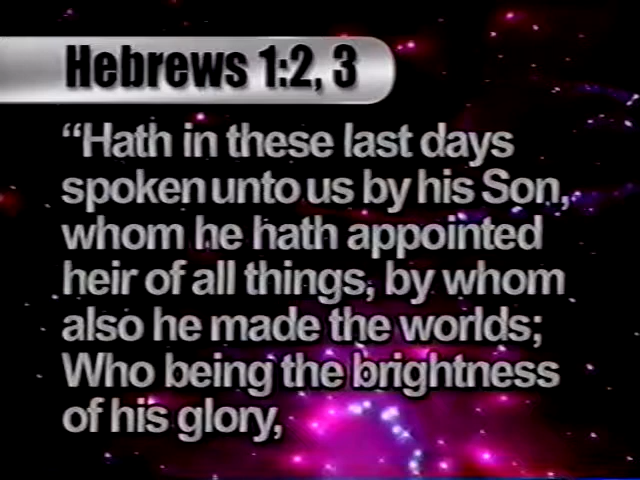 Hebrews 1:2, 3
“Hath in these last days
spoken unto us by his Son,
whom he hath appointed
heir of all things, by whom
also he made the worlds;
Who being the brightness
of his glory,